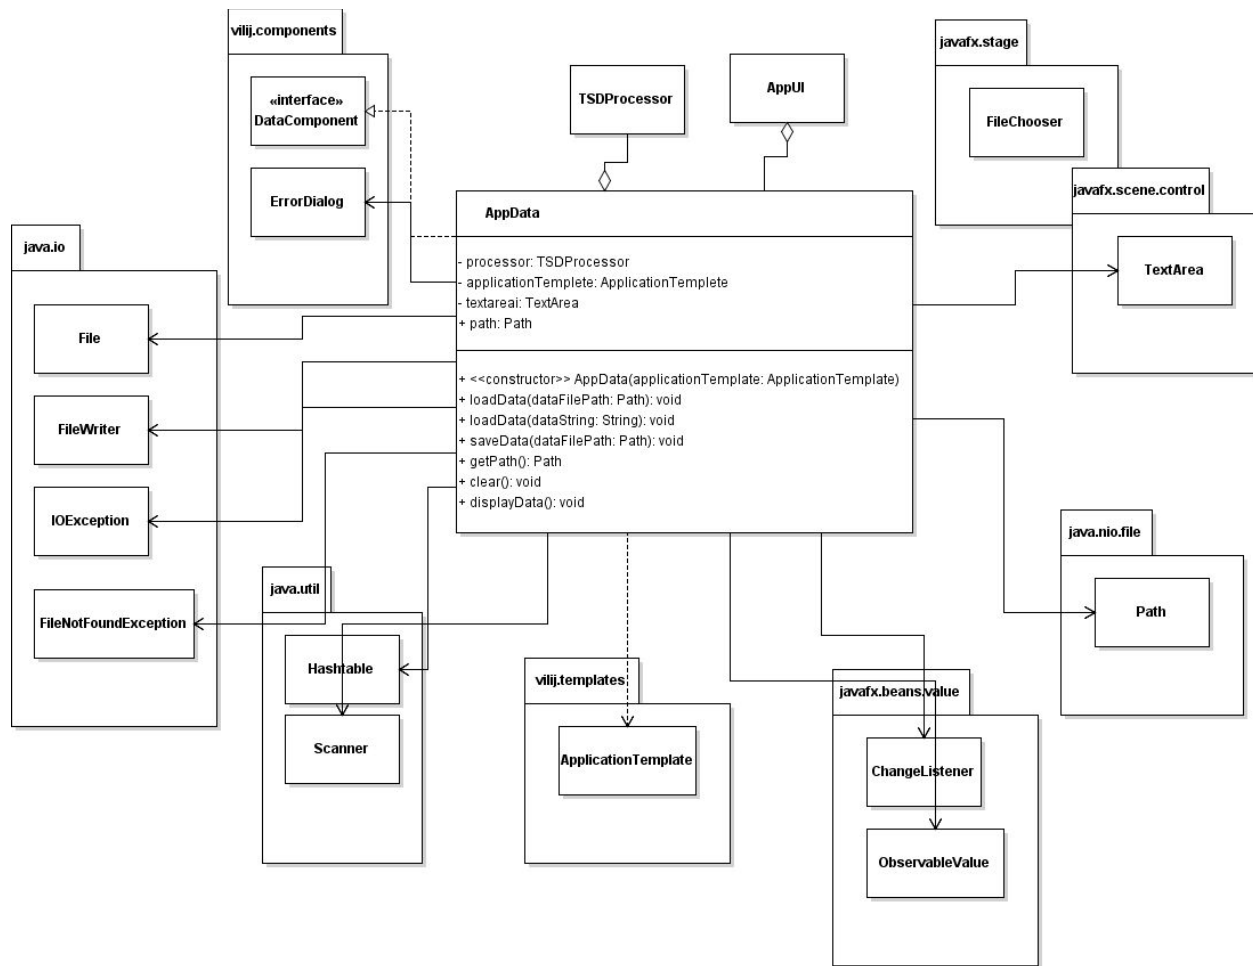 vilij.components
«interface»
DataComponent
ErrorDialog
TSDProcessor
AppUI
javafx.stage
FileChooser
javafx.scene.control
TextArea
java.io
File
FileWriter
IOException
FileNotFoundException
AppData
- processor: TSDProcessor
- applicationTemplete: ApplicationTemplete
- textareai: TextArea
+ path: Path
+ <<constructor>> AppData(applicationTemplate: ApplicationTemplate)
+ loadData(dataFilePath: Path): void
+ loadData(dataString: String): void
+ saveData(dataFilePath: Path): void
+ getPath(): Path
+ clear(): void
+ displayData(): void
java.util
Hashtable
Scanner
vilij.templates
ApplicationTemplate
java.nio.file
Path
javafx.beans.value
ChangeListener
ObservableValue